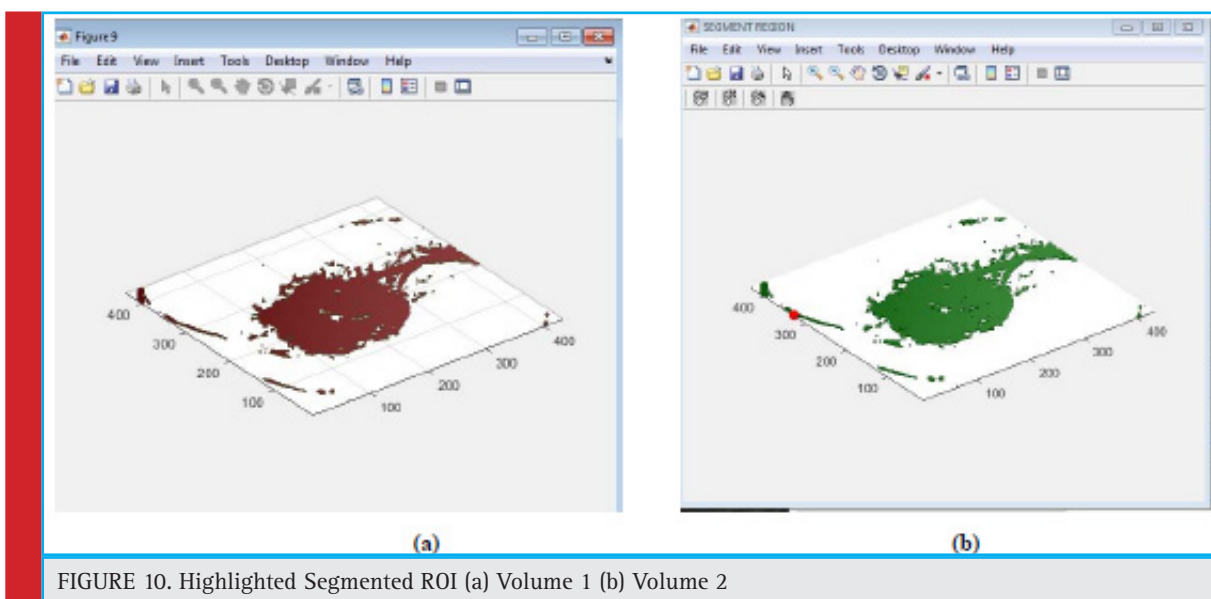 Figure 9
File Edit View Insert Tools Desktop Window Help
400
300
200
100
100
200
300
400
(a)
SEGMENT REGION
File Edit View Insert Tools Desktop Window Help
400
300
200
100
100
200
300
400
(b)
FIGURE 10. Highlighted Segmented ROI (a) Volume 1 (b) Volume 2